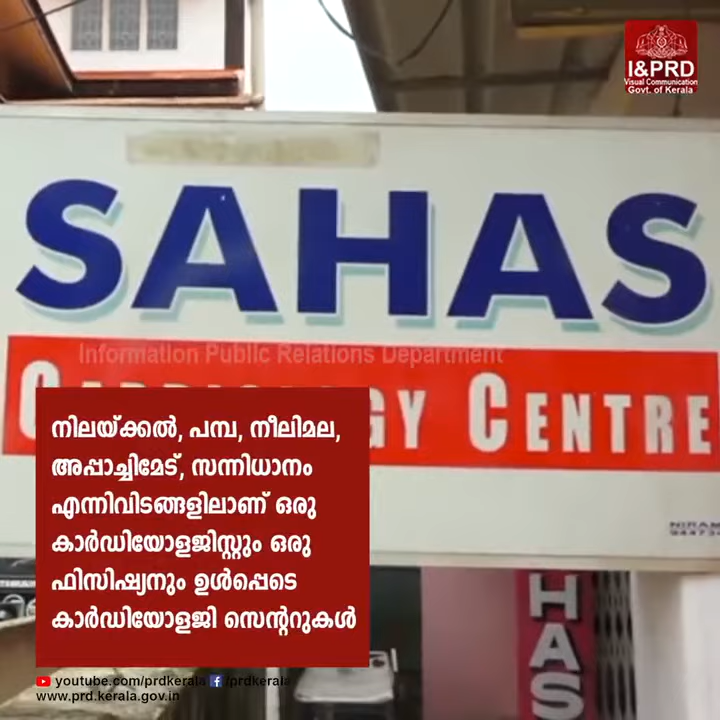 I&PRD
Visual Communication
Govt. of Kerala
SAHAS
Information Public Relations Department
CENTRE
നിലയ്ക്കൽ, പമ്പ, നീലിമല,
അപ്പാച്ചിമേട്, സന്നിധാനം
എന്നിവിടങ്ങളിലാണ് ഒരു
കാർഡിയോളജിസ്റ്റും ഒരു
ഫിസിഷ്യനും ഉൾപ്പെടെ
കാർഡിയോളജി സെന്ററുകൾ
HAS
youtube.com/prdkerala /prdkerala
www.prd.kerala.gov.in